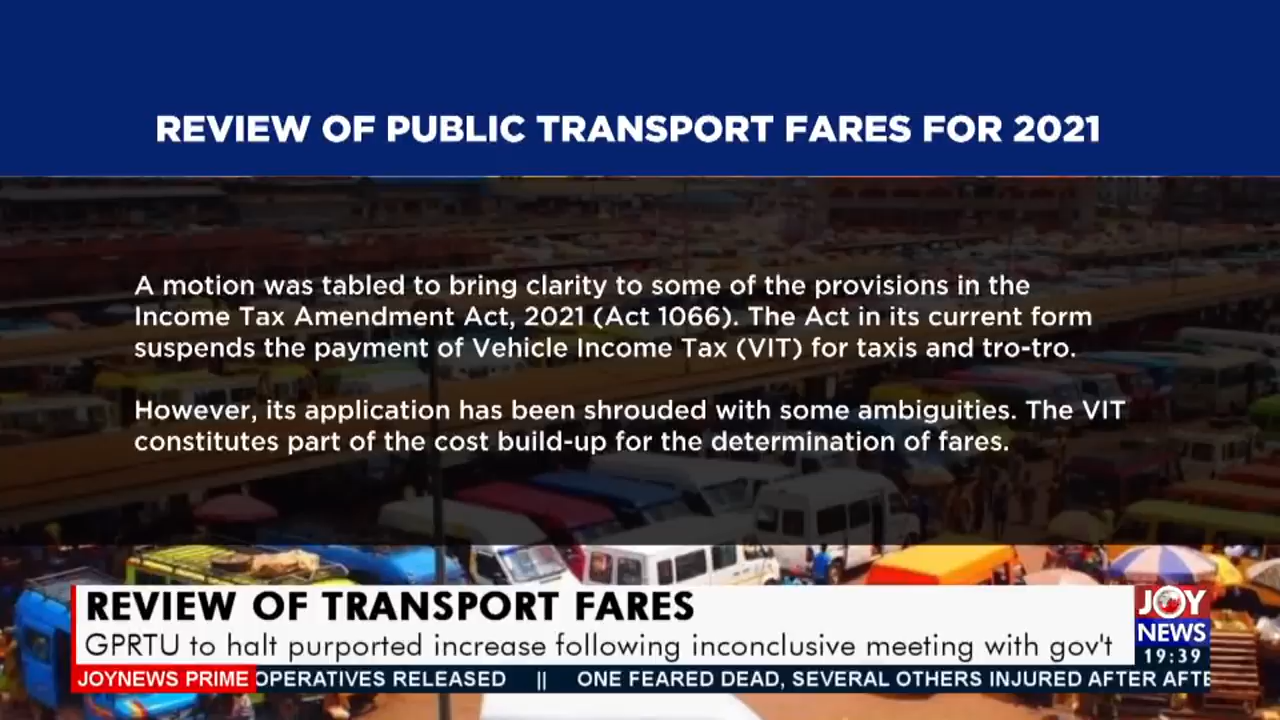 REVIEW OF PUBLIC TRANSPORT FARES FOR 2021
A motion was tabled to bring clarity to some of the provisions in the
Income Tax Amendment Act, 2021 (Act 1066). The Act in its current form
suspends the payment of Vehicle Income Tax (VIT) for taxis and tro-tro.
However, its application has been shrouded with some ambiguities. The VIT
constitutes part of the cost build-up for the determination of fares.
REVIEW OF TRANSPORT FARES
GPRTU to halt purported increase following inconclusive meeting with gov't
JOY
NEWS
19:39
JOYNEWS PRIME OPERATIVES RELEASED || ONE FEARED DEAD, SEVERAL OTHERS INJURED AFTER AFTE